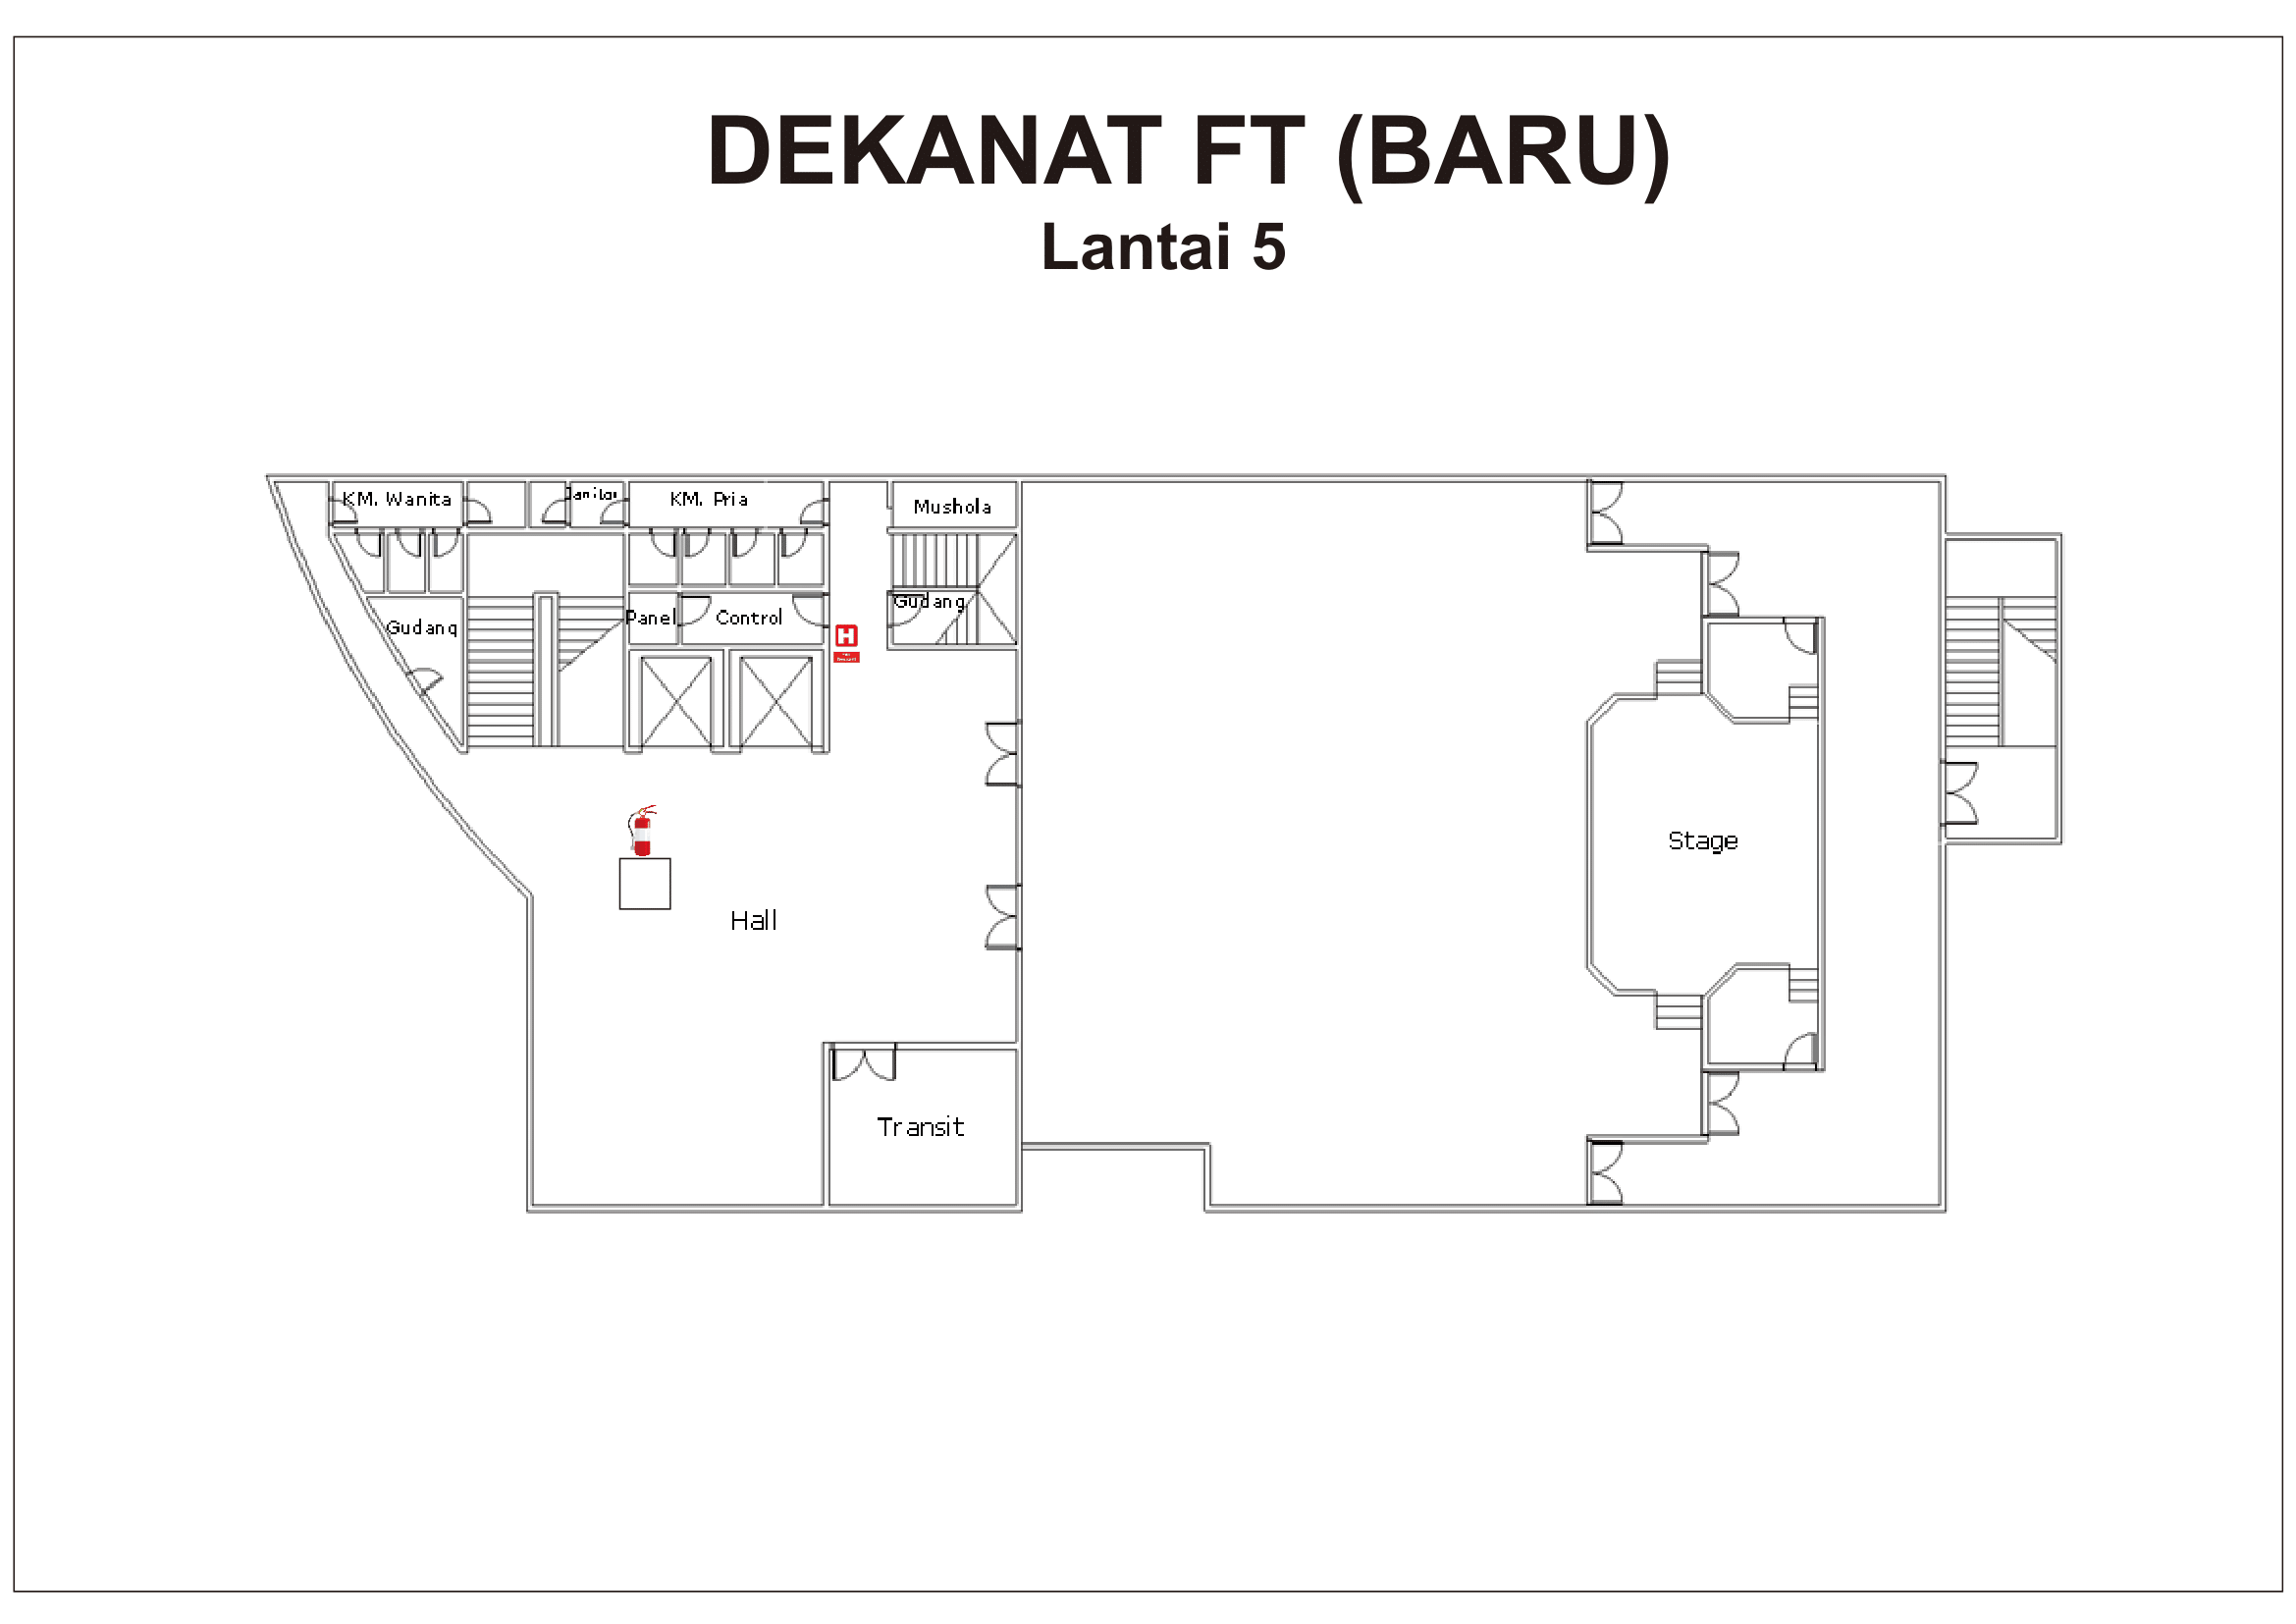 DEKANAT FT (BARU)
Lantai 5
KM. Wanita
Janitor
KM. Pria
Mushola
Gudang
Panel
Control
Gudang
H
Stage
Hall
Transit